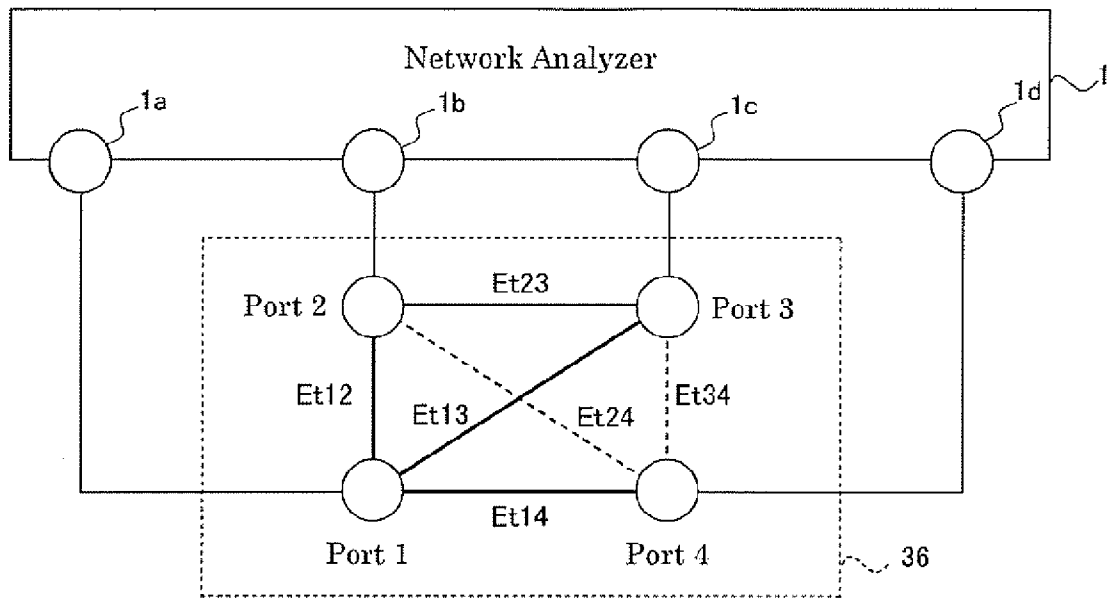 Network Analyzer
1
1a
1b
1c
1d
Et23
Port 2
Port 3
Et12
Et13
Et24
Et34
Et14
Port 1
Port 4
36